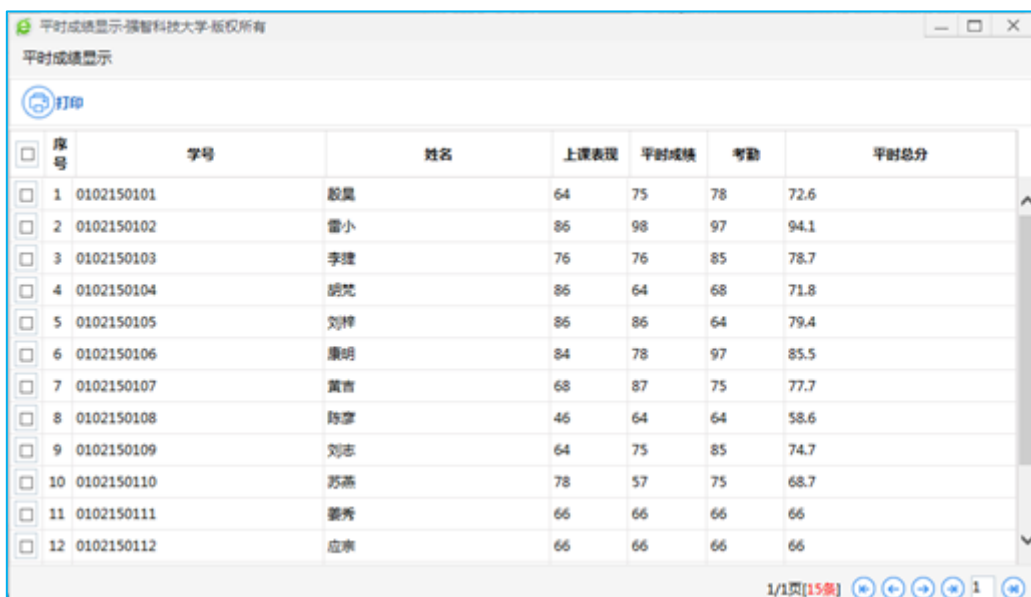 平时成绩显示-强智科技大学-版权所有
平时成绩显示
打印
序号 学号 姓名 上课表现 平时成绩 考勤 平时总分
1 0102150101 殷昊 64 75 78 72.6
2 0102150102 雷小 86 98 97 94.1
3 0102150103 李建 76 76 85 78.7
4 0102150104 胡梵 86 64 68 71.8
5 0102150105 刘梓 86 86 64 79.4
6 0102150106 康明 84 78 97 85.5
7 0102150107 黄吉 68 87 75 77.7
8 0102150108 陈彦 46 64 64 58.6
9 0102150109 刘志 64 75 85 74.7
10 0102150110 苏燕 78 57 75 68.7
11 0102150111 姜秀 66 66 66 66
12 0102150112 应宗 66 66 66 66
1/1页[15条] 1